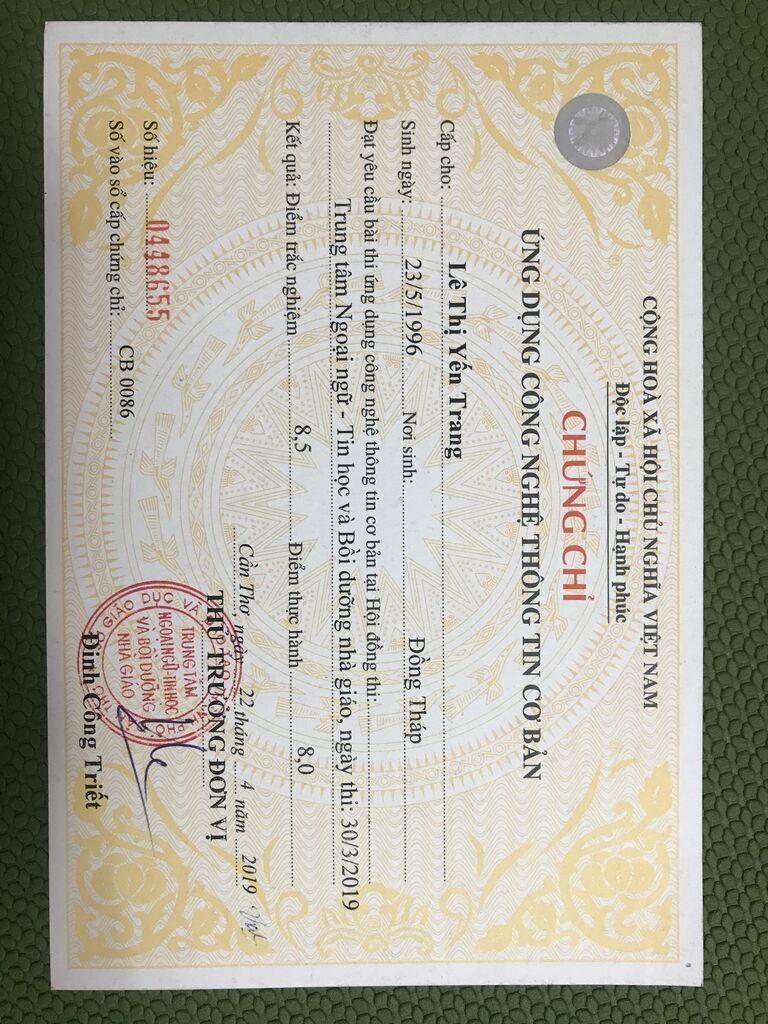 CỘNG HOÀ XÃ HỘI CHỦ NGHĨA VIỆT NAM
Độc lập - Tự do - Hạnh phúc
CHỨNG CHỈ
ỨNG DỤNG CÔNG NGHỆ THÔNG TIN CƠ BẢN
Cấp cho: Lê Thị Yến Trang
Sinh ngày: 23/5/1996 Nơi sinh: Đồng Tháp
Đạt yêu cầu bài thi ứng dụng công nghệ thông tin cơ bản tại Hội đồng thi:
Trung tâm Ngoại ngữ - Tin học và Bồi dưỡng nhà giáo, ngày thi: 30/3/2019
Kết quả: Điểm trắc nghiệm 8,5 Điểm thực hành 8,0
Cần Thơ, ngày 22 tháng 4 năm 2019
THỦ TRƯỞNG ĐƠN VỊ
TRUNG TÂM
NGOẠI NGỮ-TIN HỌC
VÀ BỒI DƯỠNG
NHÀ GIÁO
Đinh Công Triết
Số hiệu: 0448655
Số vào sổ cấp chứng chỉ: CB 0086